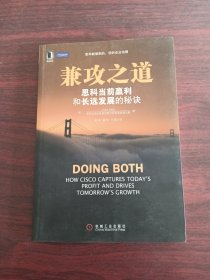 兼攻之道
思科当前赢利
和长远发展的秘诀
DOING BOTH
HOW CISCO CAPTURES TODAY'S
PROFIT AND DRIVES
TOMORROW'S GROWTH
机械工业出版社